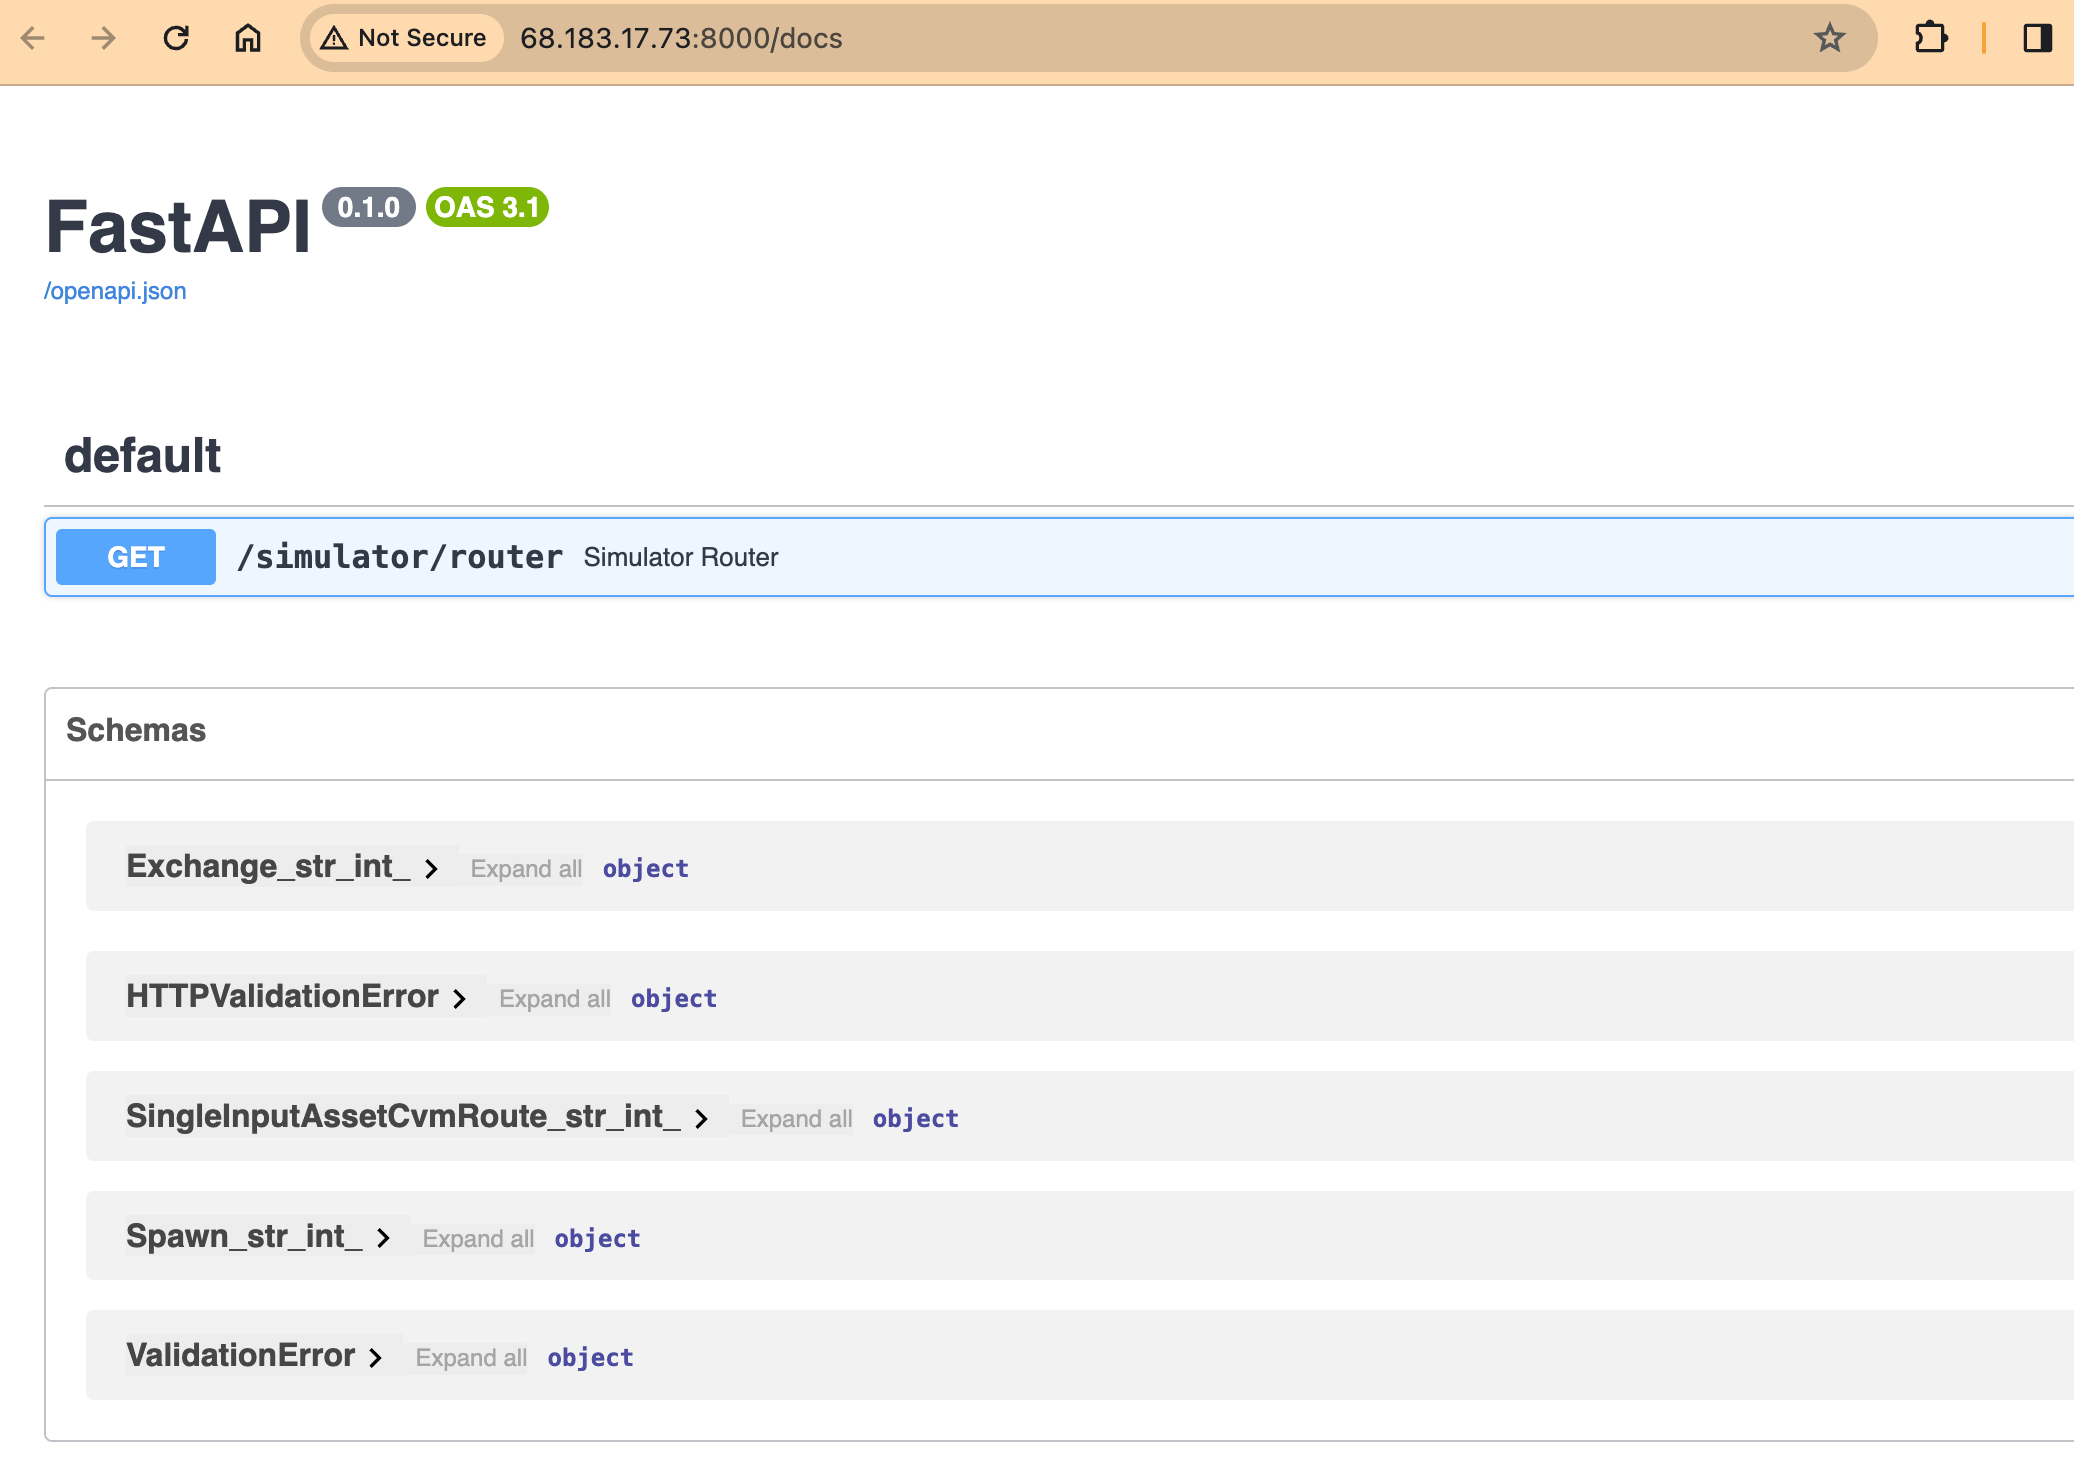 Not Secure 68.183.17.73:8000/docs
FastAPI 0.1.0 OAS 3.1
/openapi.json
default
GET /simulator/router Simulator Router
Schemas
Exchange_str_int_ Expand all object
HTTPValidationError Expand all object
SingleInputAssetCvmRoute_str_int_ Expand all object
Spawn_str_int_ Expand all object
ValidationError Expand all object